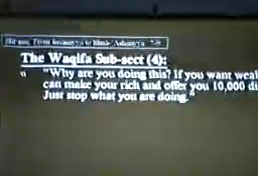 The Waqifa Sub-sect (4):
"Why are you doing this? If you want weal
can make your rich and offer you 10,000 di
Just stop what you are doing."